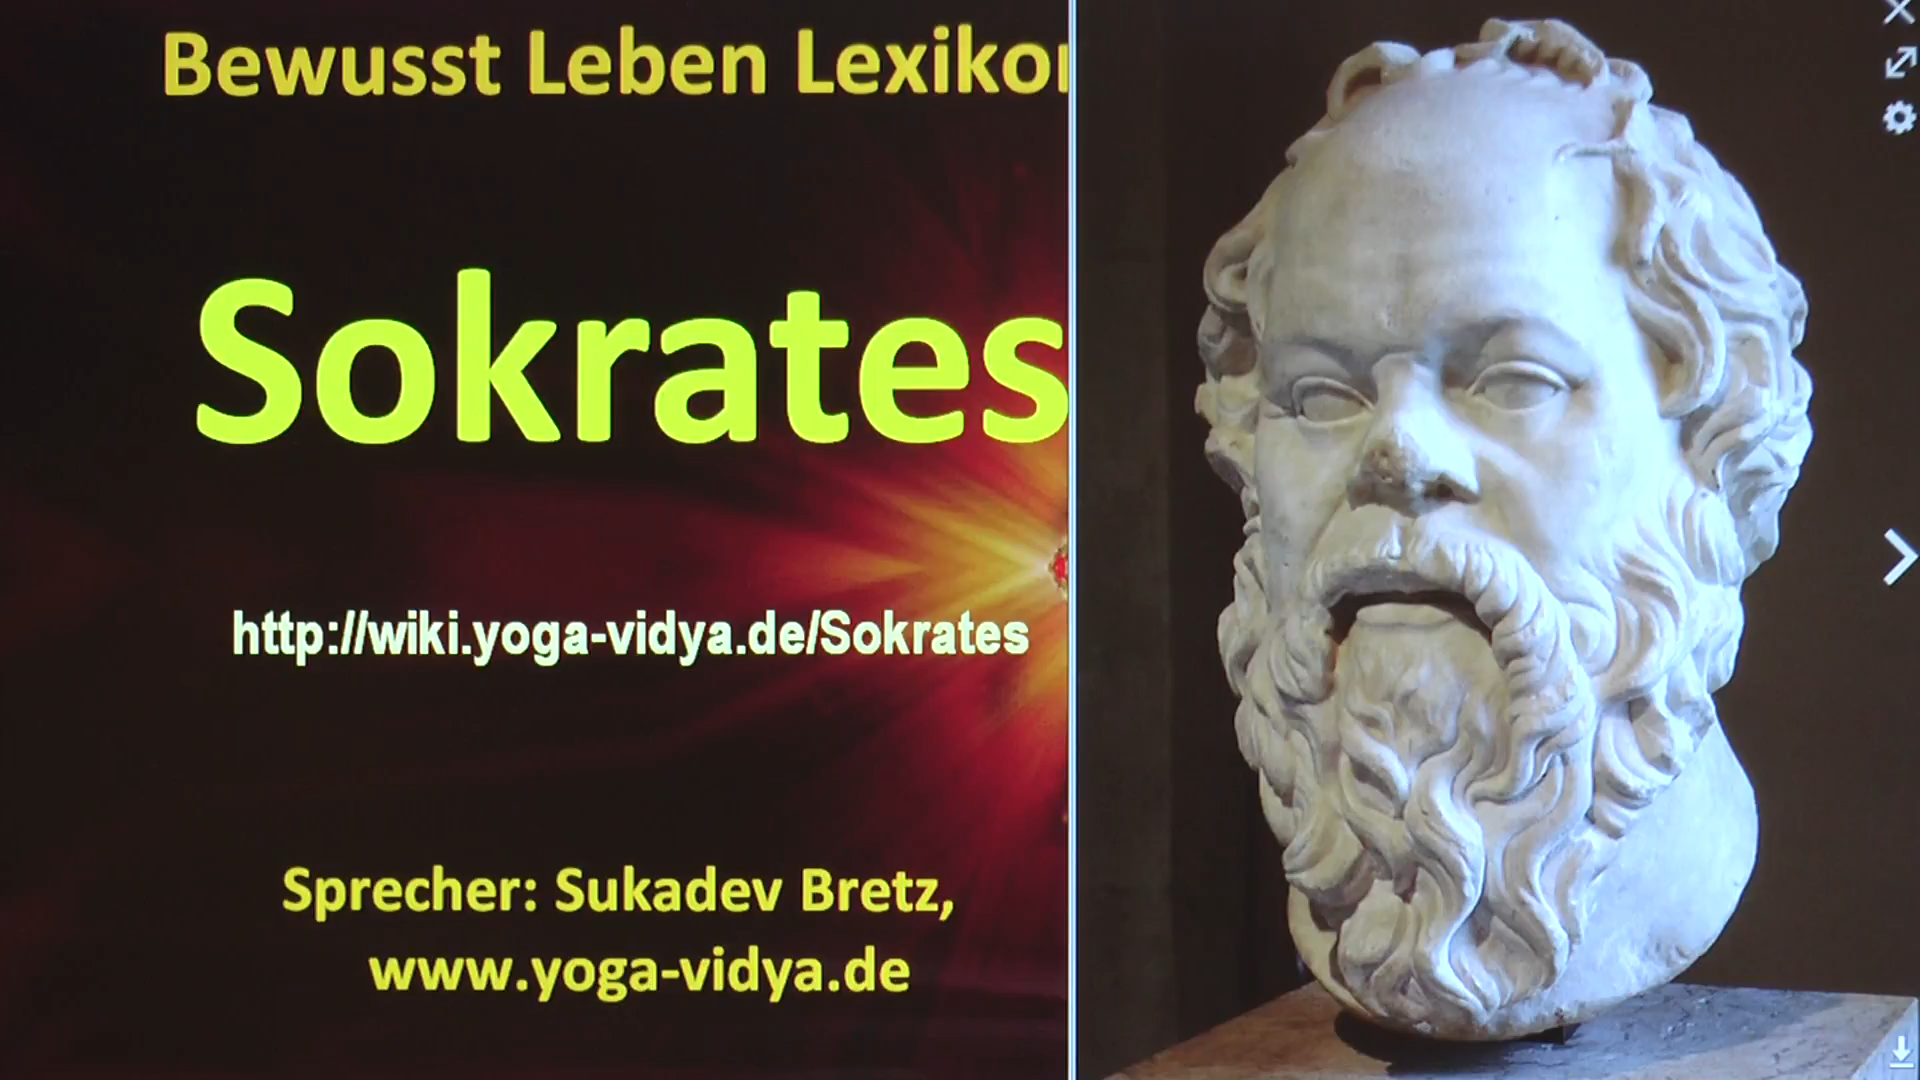 Bewusst Leben Lexikon
Sokrates
http://wiki.yoga-vidya.de/Sokrates
Sprecher: Sukadev Bretz,
www.yoga-vidya.de